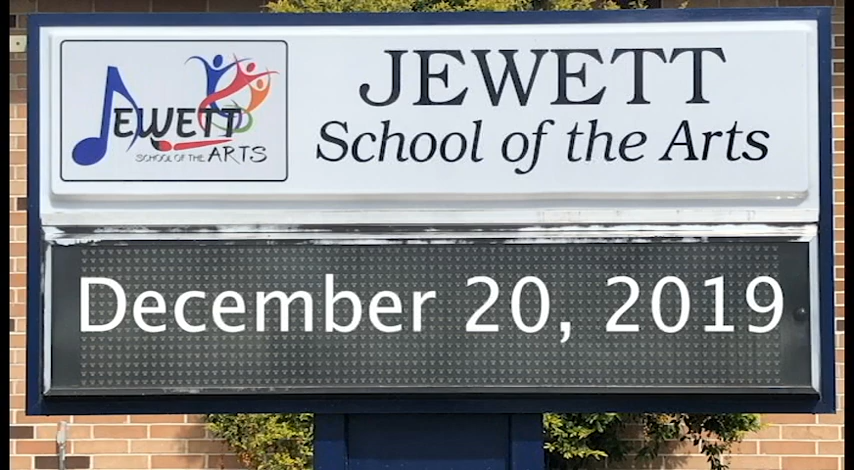 JEWETT
SCHOOL OF THE ARTS
JEWETT
School of the Arts
December 20, 2019